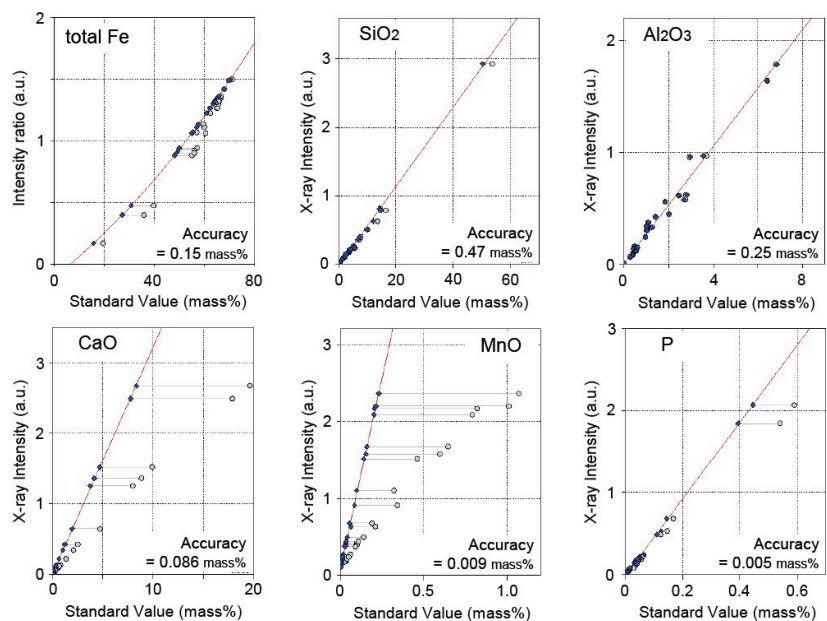 total Fe
Intensity ratio (a.u.)
2
1
0
0 20 40 60 80
Accuracy
= 0.15 mass%
Standard Value (mass%)
SiO2
X-ray Intensity (a.u.)
3
2
1
0
0 20 40 60
Accuracy
= 0.47 mass%
Standard Value (mass%)
Al2O3
X-ray Intensity (a.u.)
2
1
0
0 4 8
Accuracy
= 0.25 mass%
Standard Value (mass%)
CaO
X-ray Intensity (a.u.)
3
2
1
0
0 10 20
Accuracy
= 0.086 mass%
Standard Value (mass%)
MnO
X-ray Intensity (a.u.)
3
2
1
0
0 0.5 1.0
Accuracy
= 0.009 mass%
Standard Value (mass%)
P
X-ray Intensity (a.u.)
3
2
1
0
0 0.2 0.4 0.6
Accuracy
= 0.005 mass%
Standard Value (mass%)